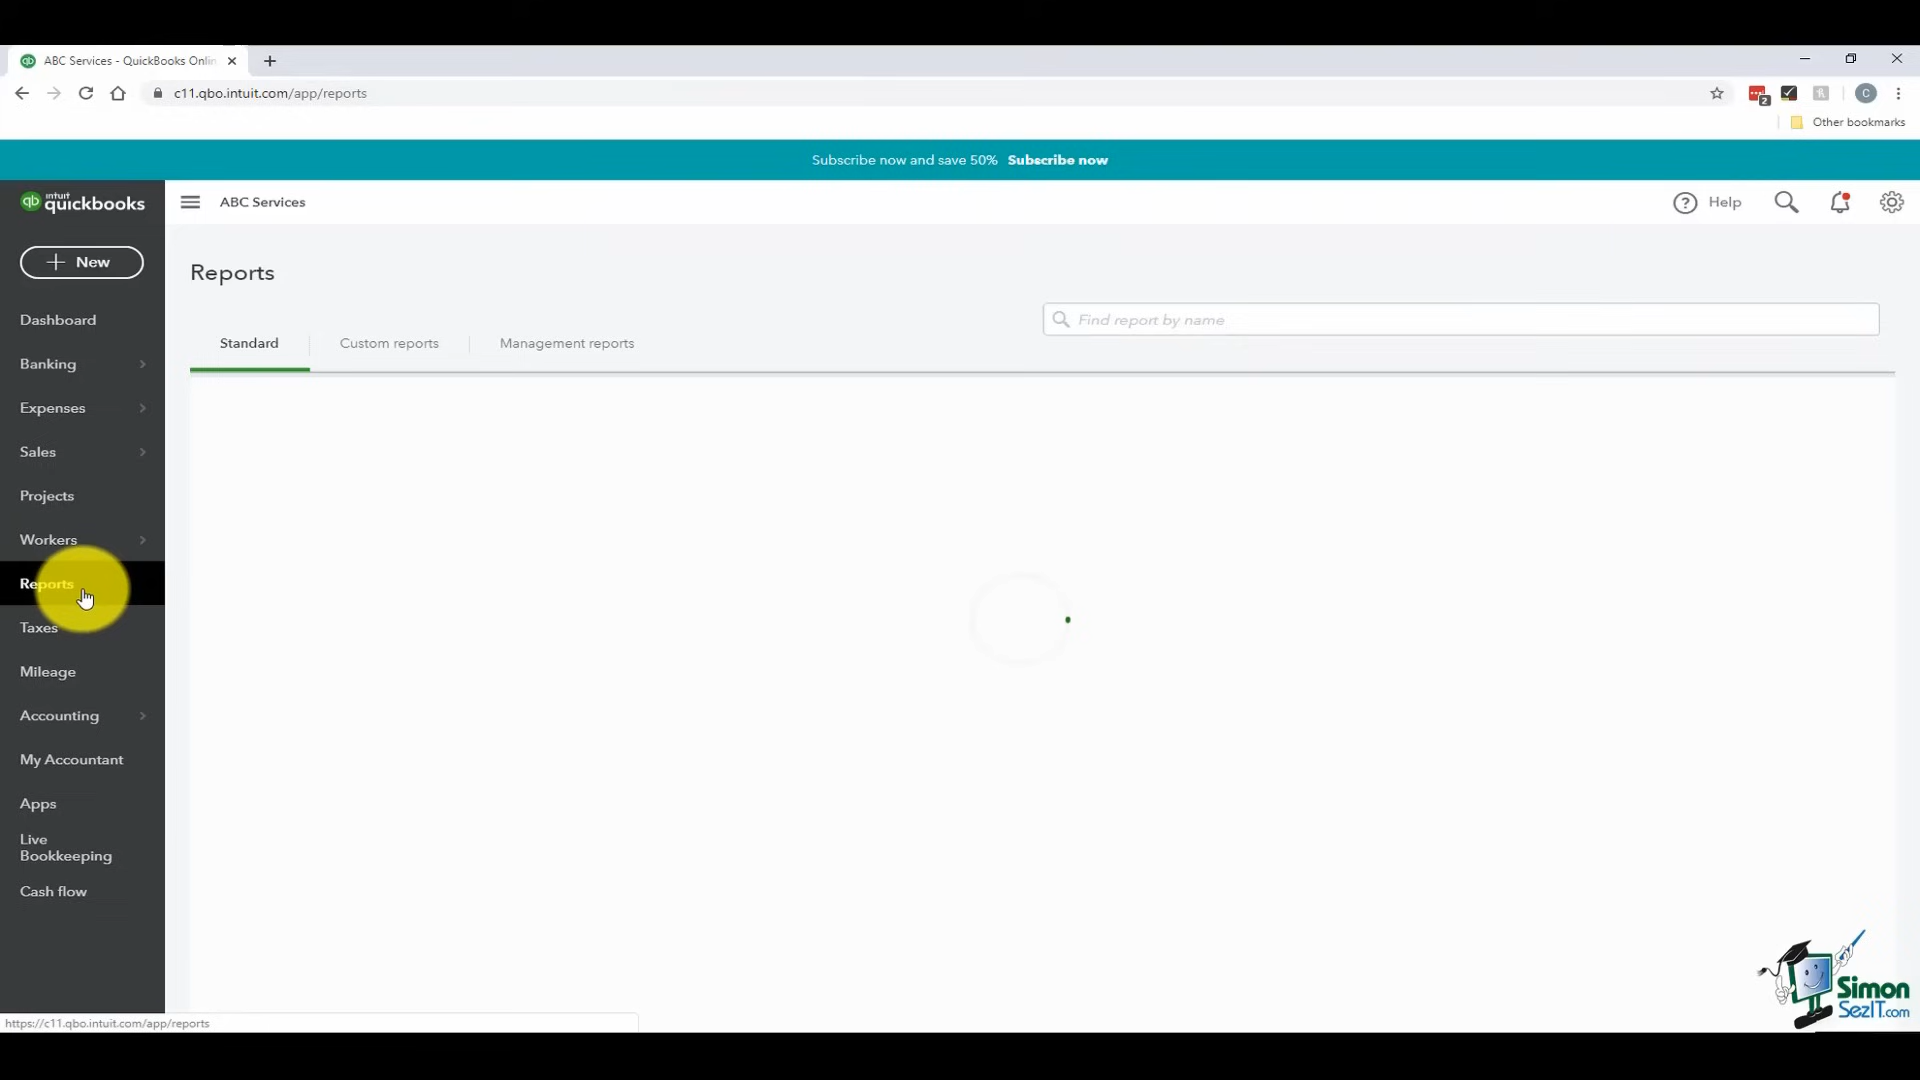 ABC Services - QuickBooks Onlin
c11.qbo.intuit.com/app/reports
2
C
Other bookmarks
Subscribe now and save 50% Subscribe now
qb intuit quickbooks
ABC Services
? Help
+ New
Reports
Find report by name
Standard
Custom reports
Management reports
Dashboard
Banking
Expenses
Sales
Projects
Workers
Reports
Taxes
Mileage
Accounting
My Accountant
Apps
Live
Bookkeeping
Cash flow
https://c11.qbo.intuit.com/app/reports
Simon
SezIT.com